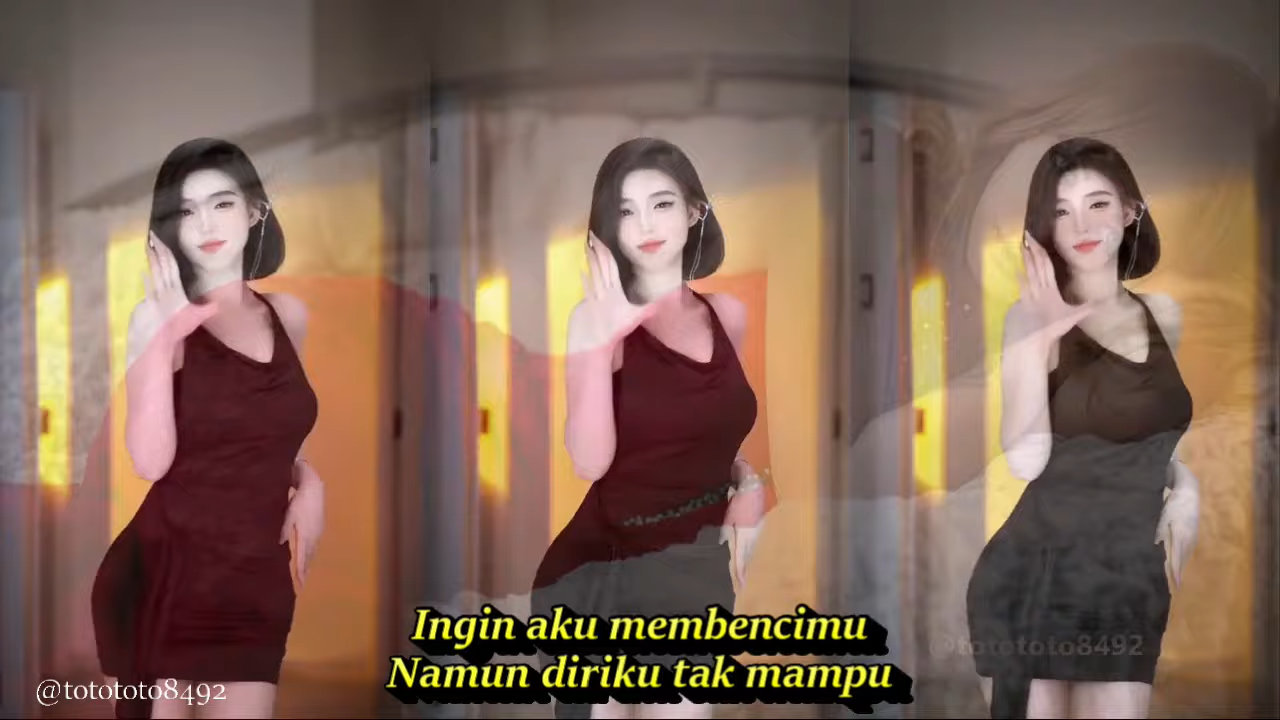 Ingin aku membencimu
Namun diriku tak mampu
@totototo8492
@totototo8492